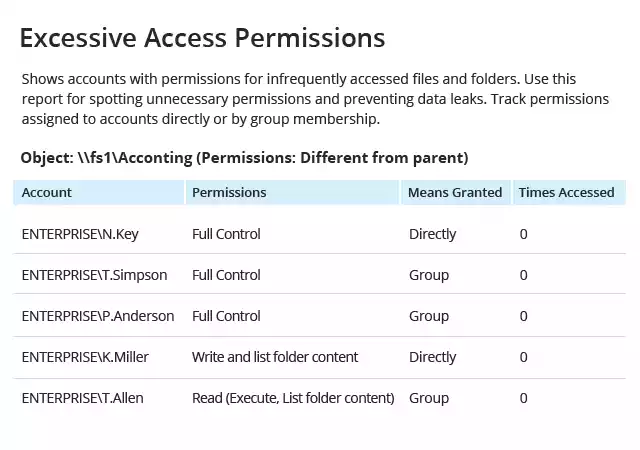 Excessive Access Permissions
Shows accounts with permissions for infrequently accessed files and folders. Use this
report for spotting unnecessary permissions and preventing data leaks. Track permissions
assigned to accounts directly or by group membership.
Object: \\fs1\Acconting (Permissions: Different from parent)
Account Permissions Means Granted Times Accessed
ENTERPRISE\N.Key Full Control Directly 0
ENTERPRISE\T.Simpson Full Control Group 0
ENTERPRISE\P.Anderson Full Control Group 0
ENTERPRISE\K.Miller Write and list folder content Directly 0
ENTERPRISE\T.Allen Read (Execute, List folder content) Group 0